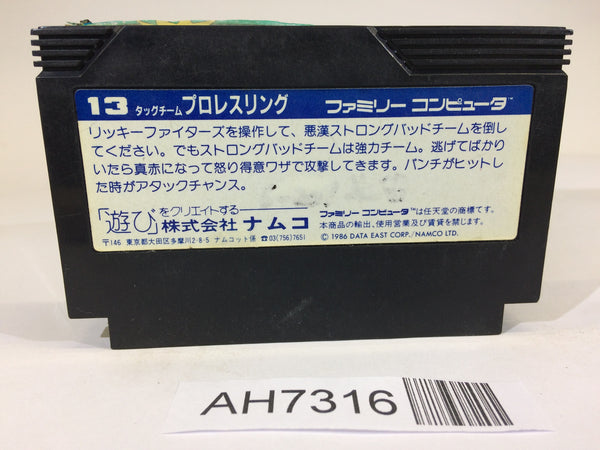 13 タッグチーム プロレスリング ファミリー コンピュータ™
リッキーファイターズを操作して、悪漢ストロングバッドチームを倒し
てください。でもストロングバッドチームは強力チーム。逃げてばかり
いたら真赤になって怒り得意ワザで攻撃してきます。パンチがヒットし
た時がアタックチャンス。
「遊び」をクリエイトする
株式会社 ナムコ
〒146 東京都大田区多摩川2-8-5 ナムコット係 ☎03(756)7651
ファミリー コンピュータ™は任天堂の商標です。
本商品の輸出、使用営業及び賃貸を禁じます。
© 1986 DATA EAST CORP./NAMCO LTD.
AH7316